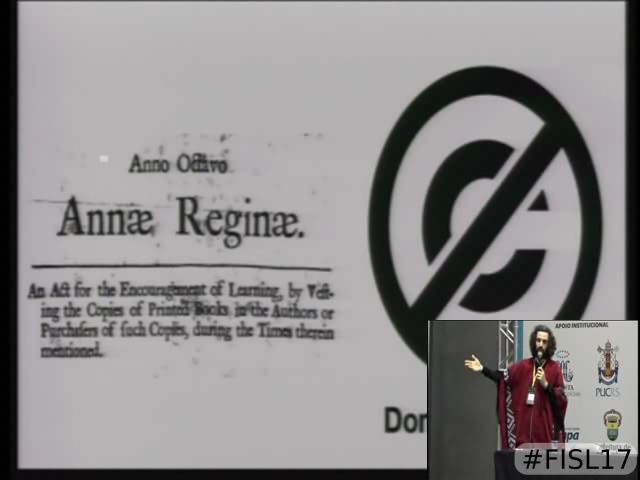 Anno Octavo
Annæ Reginæ.
An Act for the Encouragement of Learning, by Vest-
ing the Copies of Printed Books in the Authors or
Purchasers of such Copies, during the Times therein
mentioned.
Dor
APOIO INSTITUCIONAL
PUCRS
#FISL17